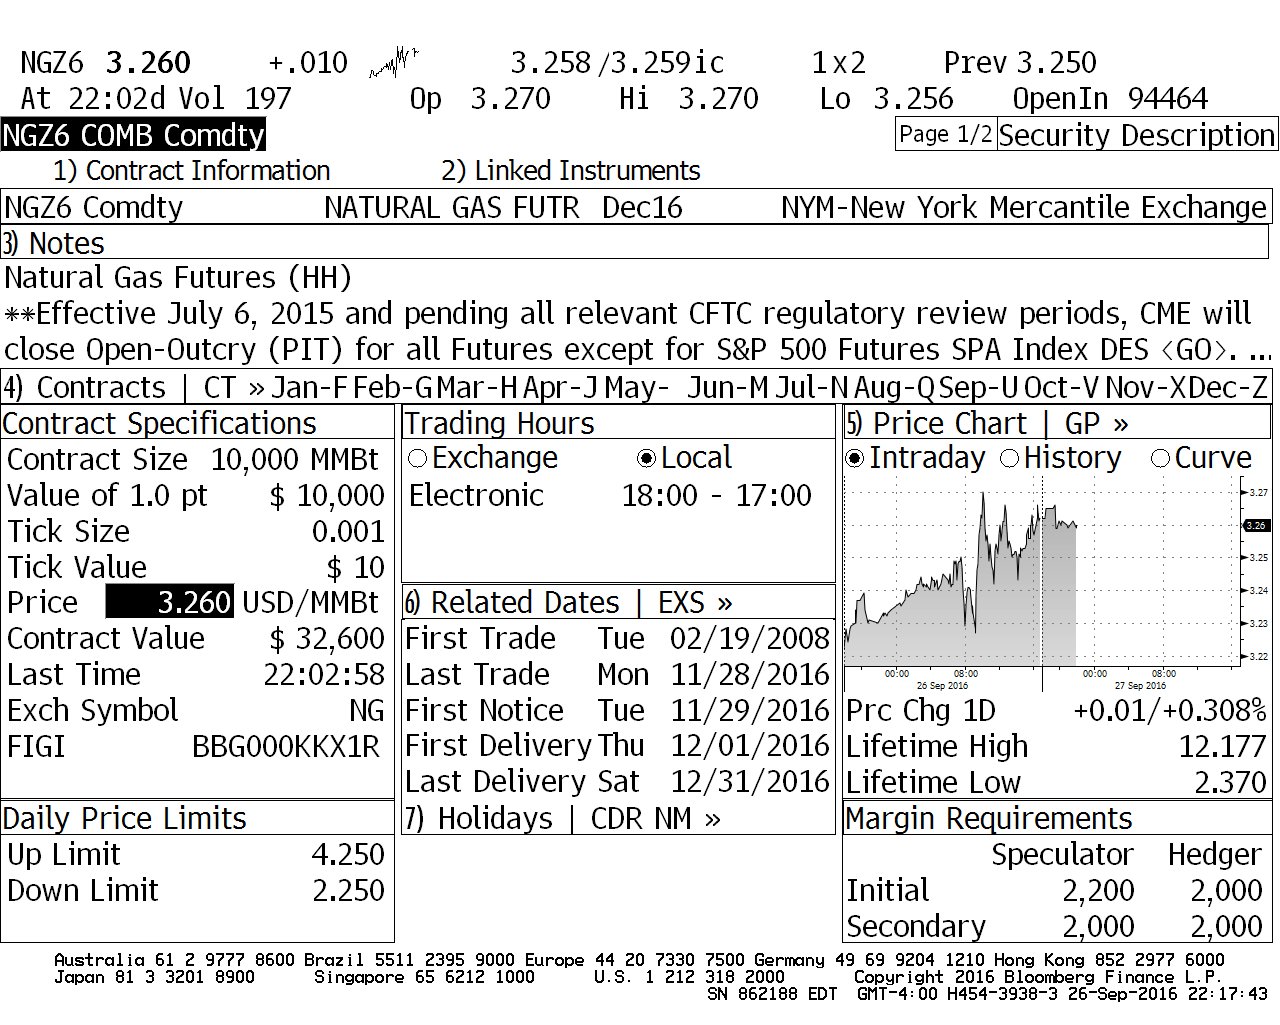 NGZ6 3.260 +.010 3.258 /3.259ic 1x2 Prev 3.250
At 22:02d Vol 197 Op 3.270 Hi 3.270 Lo 3.256 OpenIn 94464
NGZ6 COMB Comdty Page 1/2 Security Description
1) Contract Information 2) Linked Instruments
NGZ6 Comdty NATURAL GAS FUTR Dec16 NYM-New York Mercantile Exchange
3) Notes
Natural Gas Futures (HH)
**Effective July 6, 2015 and pending all relevant CFTC regulatory review periods, CME will
close Open-Outcry (PIT) for all Futures except for S&P 500 Futures SPA Index DES <GO>. ...
4) Contracts | CT » Jan-F Feb-G Mar-H Apr-J May- Jun-M Jul-N Aug-Q Sep-U Oct-V Nov-X Dec-Z
Contract Specifications
Contract Size 10,000 MMBt
Value of 1.0 pt $ 10,000
Tick Size 0.001
Tick Value $ 10
Price 3.260 USD/MMBt
Contract Value $ 32,600
Last Time 22:02:58
Exch Symbol NG
FIGI BBG000KKX1R
Daily Price Limits
Up Limit 4.250
Down Limit 2.250
Trading Hours
Exchange Local
Electronic 18:00 - 17:00
6) Related Dates | EXS »
First Trade Tue 02/19/2008
Last Trade Mon 11/28/2016
First Notice Tue 11/29/2016
First Delivery Thu 12/01/2016
Last Delivery Sat 12/31/2016
7) Holidays | CDR NM »
5) Price Chart | GP »
Intraday History Curve
3.27
3.26
3.25
3.24
3.23
3.22
00:00 08:00 00:00 08:00
26 Sep 2016 27 Sep 2016
Prc Chg 1D +0.01/+0.308%
Lifetime High 12.177
Lifetime Low 2.370
Margin Requirements
Speculator Hedger
Initial 2,200 2,000
Secondary 2,000 2,000
Australia 61 2 9777 8600 Brazil 5511 2395 9000 Europe 44 20 7330 7500 Germany 49 69 9204 1210 Hong Kong 852 2977 6000
Japan 81 3 3201 8900 Singapore 65 6212 1000 U.S. 1 212 318 2000 Copyright 2016 Bloomberg Finance L.P.
SN 862188 EDT GMT-4:00 H454-3938-3 26-Sep-2016 22:17:43